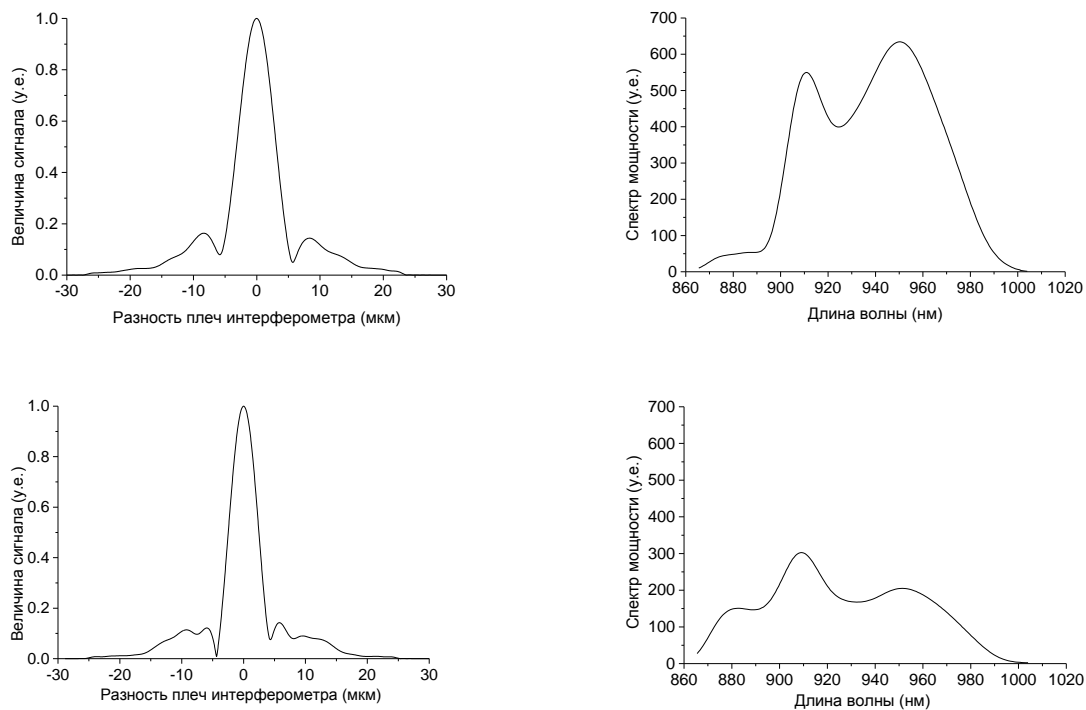 1.0
0.8
0.6
0.4
0.2
0.0
-30 -20 -10 0 10 20 30
Величина сигнала (у.е.)
Разность плеч интерферометра (мкм)
700
600
500
400
300
200
100
0
860 880 900 920 940 960 980 1000 1020
Спектр мощности (у.е.)
Длина волны (нм)
1.0
0.8
0.6
0.4
0.2
0.0
-30 -20 -10 0 10 20 30
Величина сигнала (у.е.)
Разность плеч интерферометра (мкм)
700
600
500
400
300
200
100
0
860 880 900 920 940 960 980 1000 1020
Спектр мощности (у.е.)
Длина волны (нм)